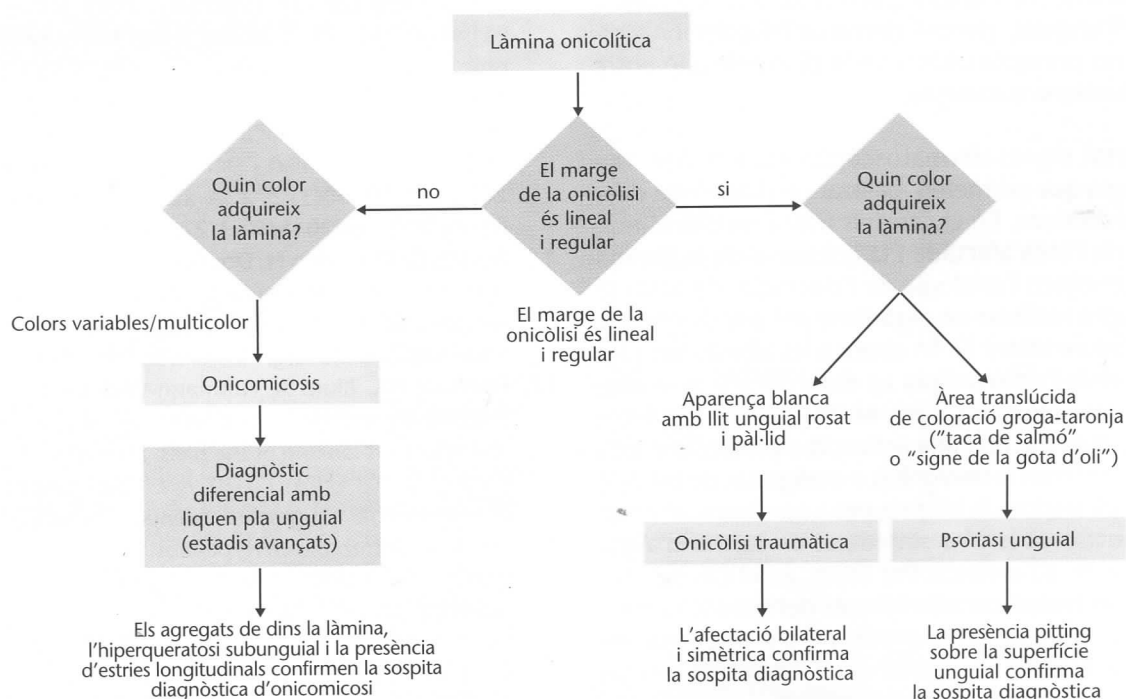 Làmina onicolítica
Quin color
adquireix
la làmina?
no
El marge
de la onicòlisi
és lineal
i regular
si
Quin color
adquireix
la làmina?
El marge de la
onicòlisi és lineal
i regular
Colors variables/multicolor
Onicomicosis
Diagnòstic
diferencial amb
liquen pla unguial
(estadis avançats)
Els agregats de dins la làmina,
l'hiperqueratosi subunguial i la presència
d'estries longitudinals confirmen la sospita
diagnòstica d'onicomicosi
Aparença blanca
amb llit unguial rosat
i pàl·lid
Onicòlisi traumàtica
L'afectació bilateral
i simètrica confirma
la sospita diagnòstica
Àrea translúcida
de coloració groga-taronja
("taca de salmó"
o "signe de la gota d'oli")
Psoriasi unguial
La presència pitting
sobre la superfície
unguial confirma
la sospita diagnòstica